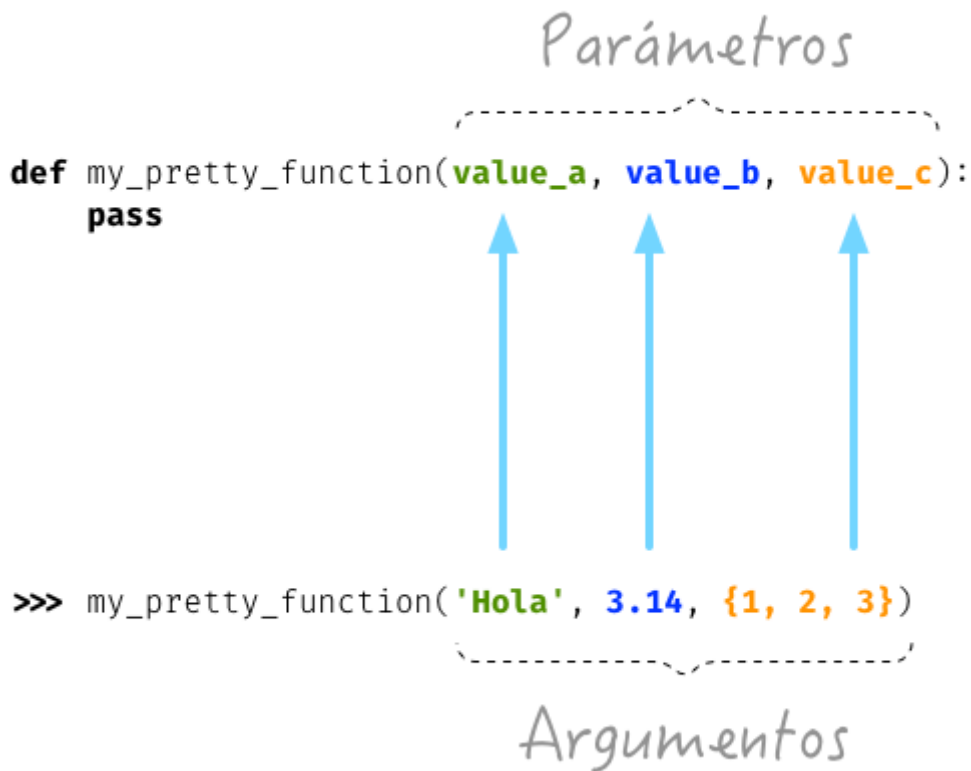 Parámetros
def my_pretty_function(value_a, value_b, value_c):
    pass
>>> my_pretty_function('Hola', 3.14, {1, 2, 3})
Argumentos